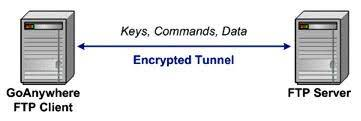 Keys, Commands, Data
Encrypted Tunnel
GoAnywhere
FTP Client
FTP Server